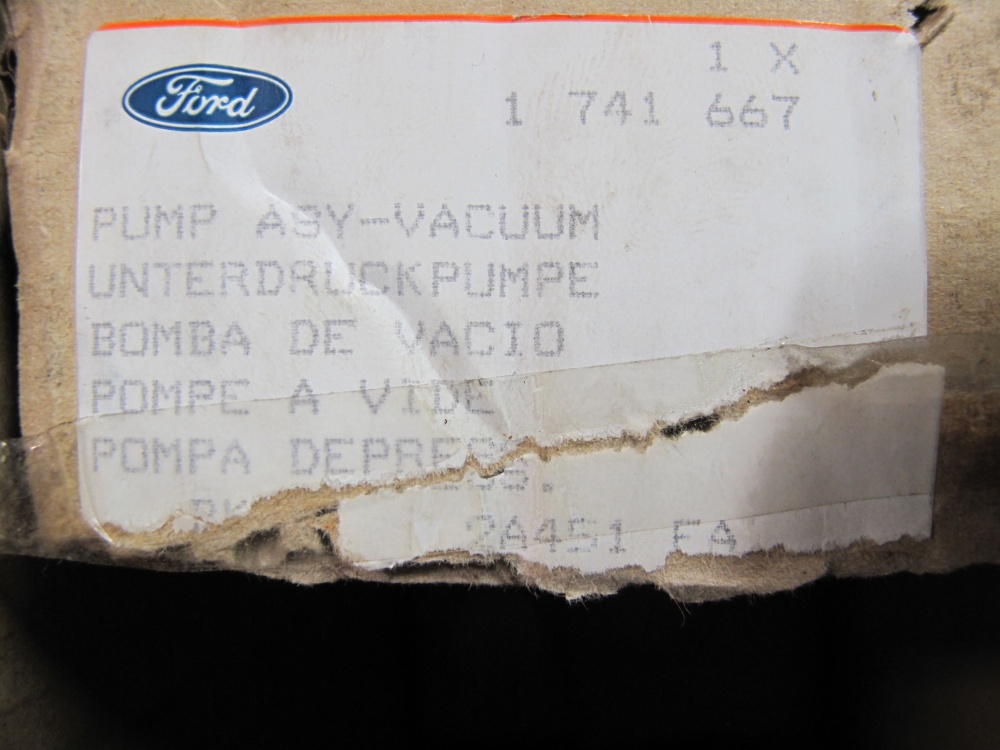 1 X
Ford
1 741 667
PUMP ASY-VACUUM
UNTERDRUCKPUMPE
BOMBA DE VACIO
POMPE A VIDE
POMPA DEPRESS.
2A451 FA